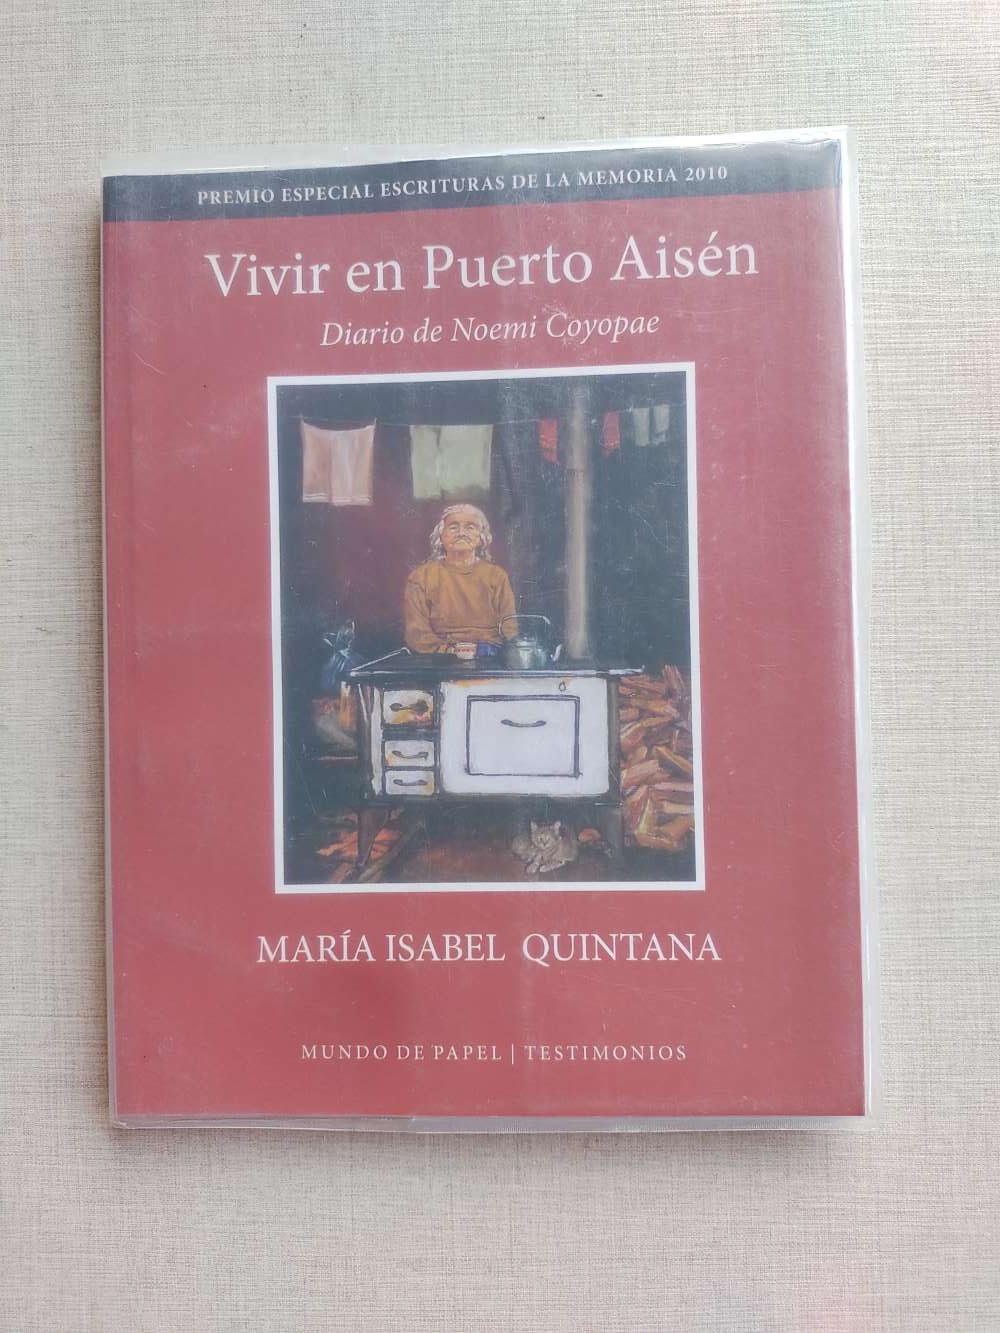 PREMIO ESPECIAL ESCRITURAS DE LA MEMORIA 2010
Vivir en Puerto Aisén
Diario de Noemi Coyopae
MARÍA ISABEL QUINTANA
MUNDO DE PAPEL | TESTIMONIOS